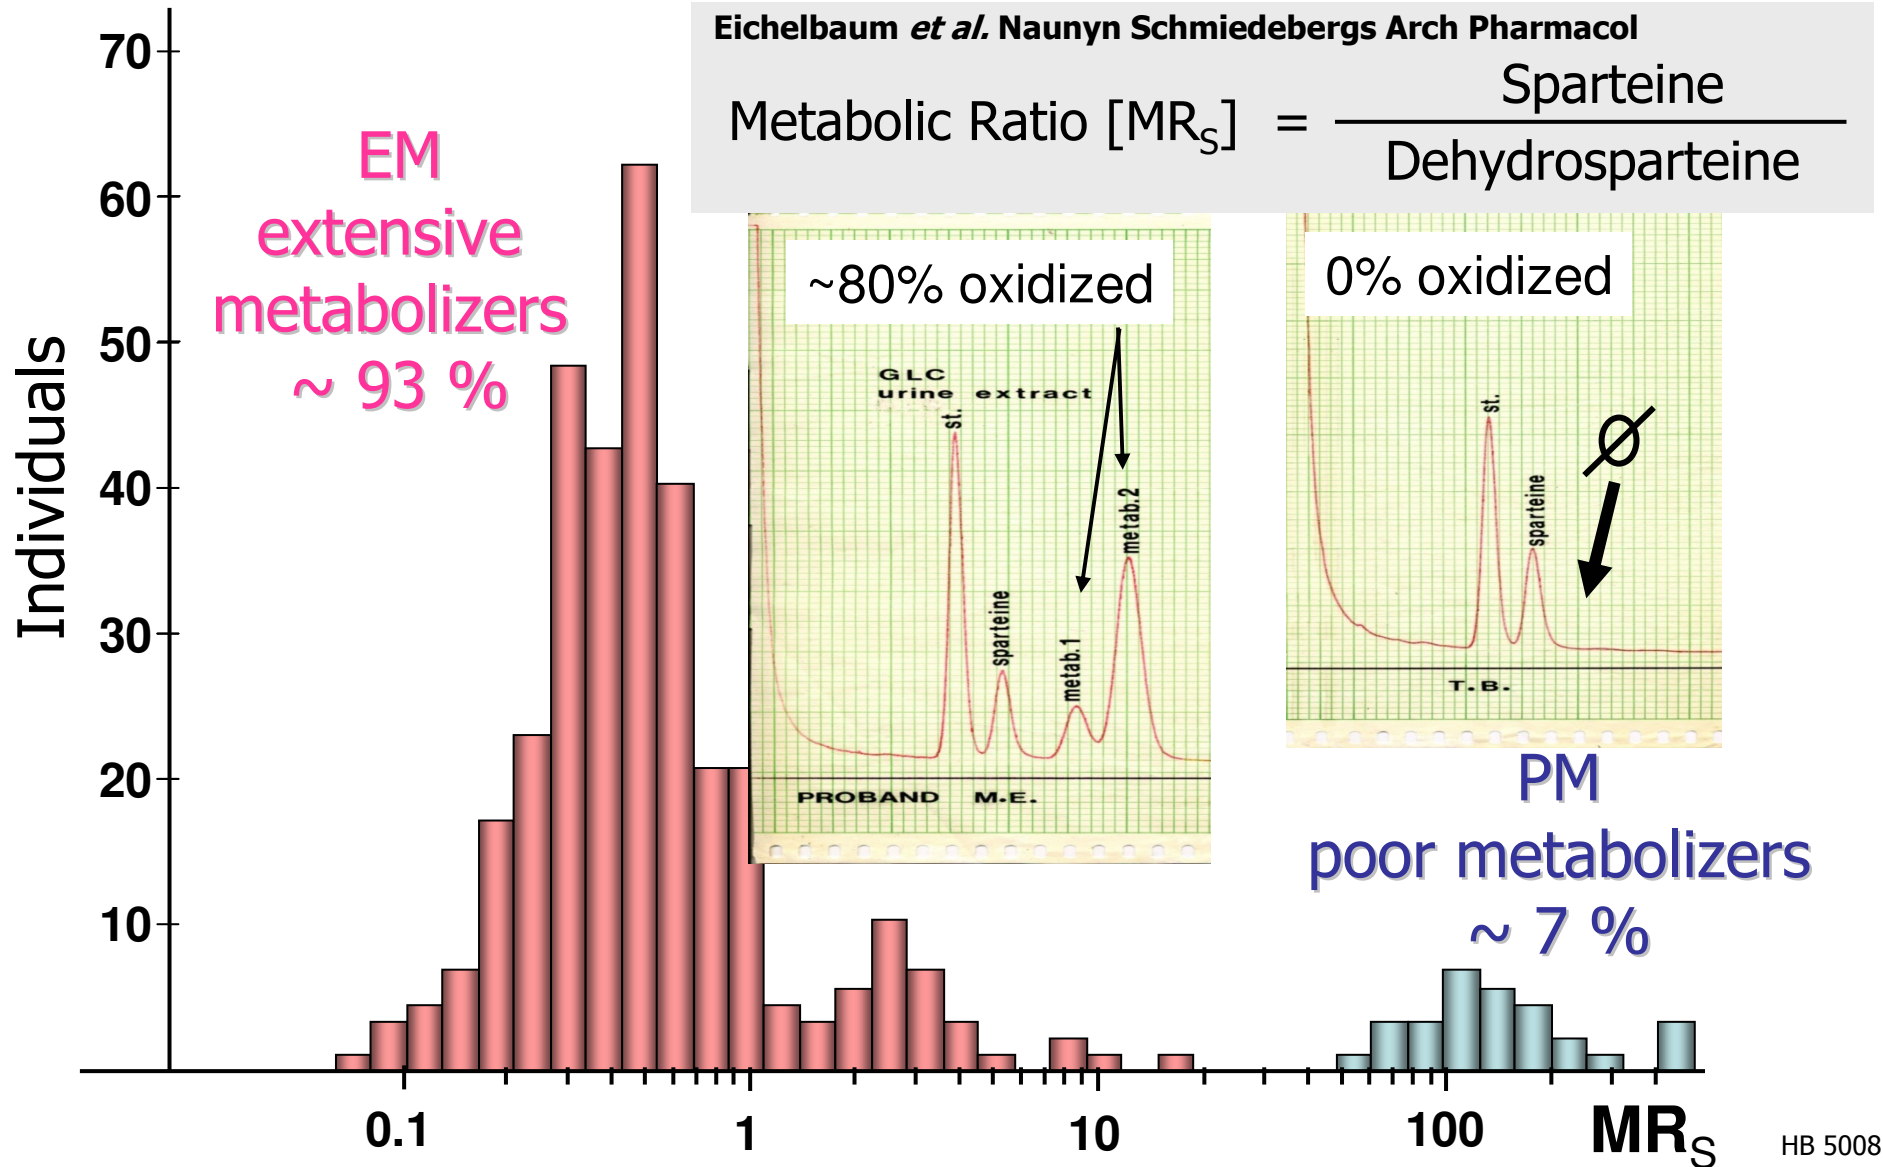 Eichelbaum et al. Naunyn Schmiedebergs Arch Pharmacol
Metabolic Ratio [MRS] = Sparteine
Dehydrosparteine
70
60
50
40
30
20
10
Individuals
EM
extensive
metabolizers
~ 93 %
~80% oxidized
GLC
urine extract
st.
sparteine
metab.1
metab.2
PROBAND M.E.
0% oxidized
st.
sparteine
Ø
T.B.
PM
poor metabolizers
~ 7 %
0.1
1
10
100
MRS
HB 5008